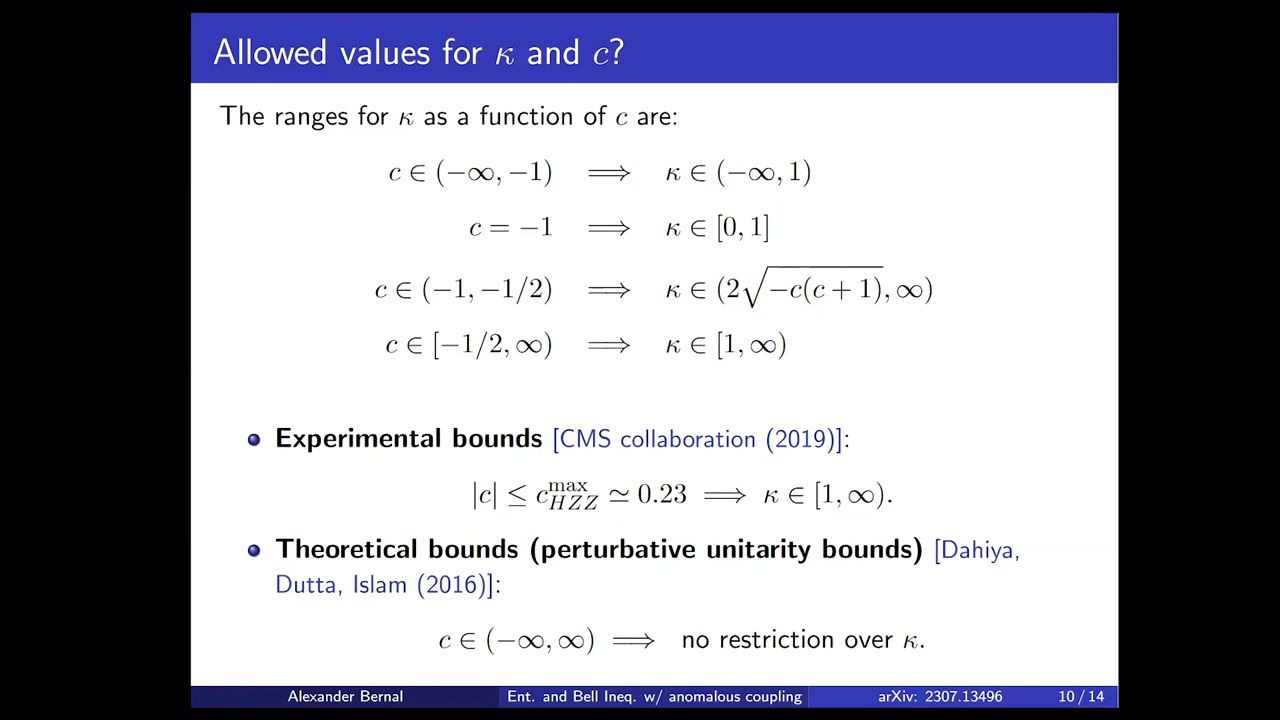 Allowed values for κ and c?
The ranges for κ as a function of c are:
c ∈ (−∞, −1) ⟹ κ ∈ (−∞, 1)
c = −1 ⟹ κ ∈ [0, 1]
c ∈ (−1, −1/2) ⟹ κ ∈ (2√−c(c + 1), ∞)
c ∈ [−1/2, ∞) ⟹ κ ∈ [1, ∞)
Experimental bounds [CMS collaboration (2019)]:
|c| ≤ c_{HZZ}^{max} ≃ 0.23 ⟹ κ ∈ [1, ∞).
Theoretical bounds (perturbative unitarity bounds) [Dahiya,
Dutta, Islam (2016)]:
c ∈ (−∞, ∞) ⟹ no restriction over κ.
Alexander Bernal Ent. and Bell Ineq. w/ anomalous coupling arXiv: 2307.13496 10 / 14